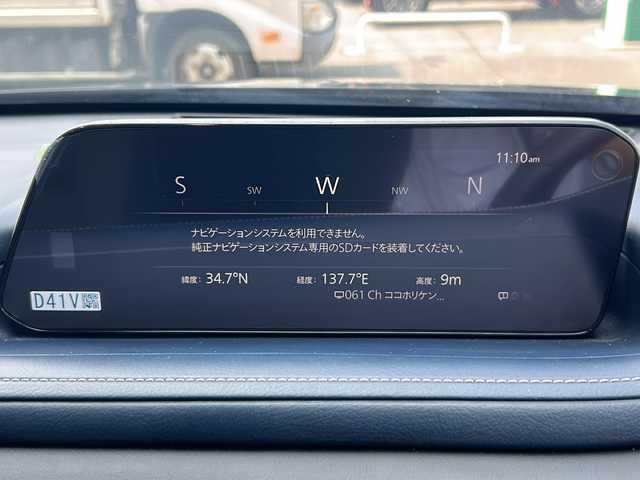 11:10am
S SW W NW N
ナビゲーションシステムを利用できません。
純正ナビゲーションシステム専用のSDカードを装着してください。
緯度: 34.7°N 経度: 137.7°E 高度: 9m
061 Ch ココホリケン...
D41V